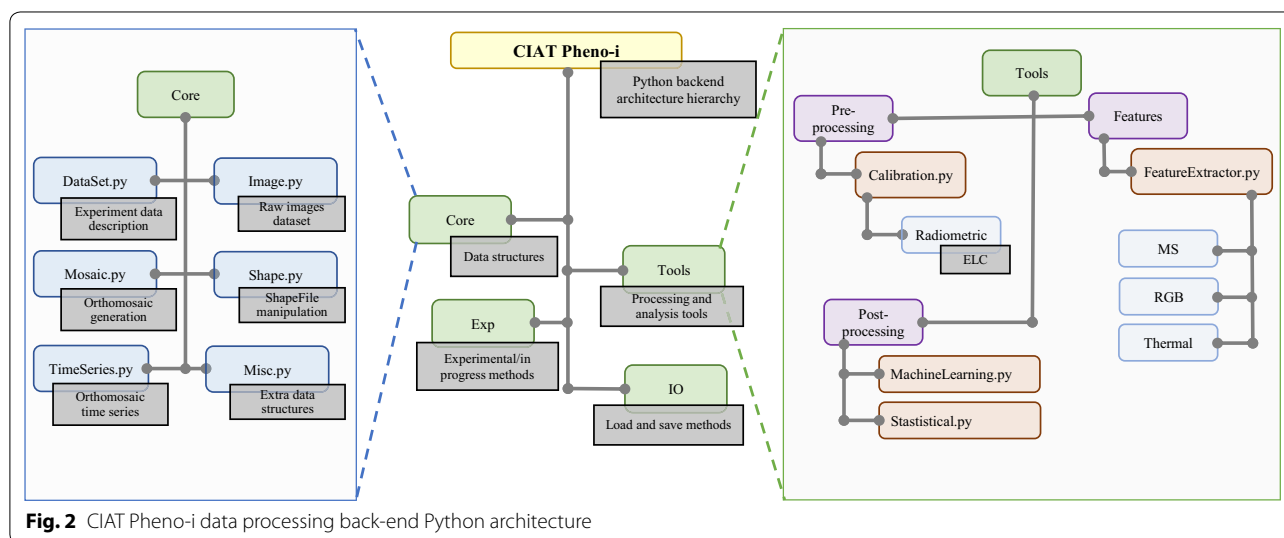 Core
DataSet.py
Experiment data
description
Image.py
Raw images
dataset
Mosaic.py
Orthomosaic
generation
Shape.py
ShapeFile
manipulation
TimeSeries.py
Orthomosaic
time series
Misc.py
Extra data
structures
CIAT Pheno-i
Python backend
architecture hierarchy
Core
Data structures
Tools
Processing and
analysis tools
Exp
Experimental/in
progress methods
IO
Load and save methods
Tools
Pre-
processing
Features
Calibration.py
FeatureExtractor.py
Radiometric
ELC
MS
RGB
Thermal
Post-
processing
MachineLearning.py
Stastistical.py
Fig. 2 CIAT Pheno-i data processing back-end Python architecture